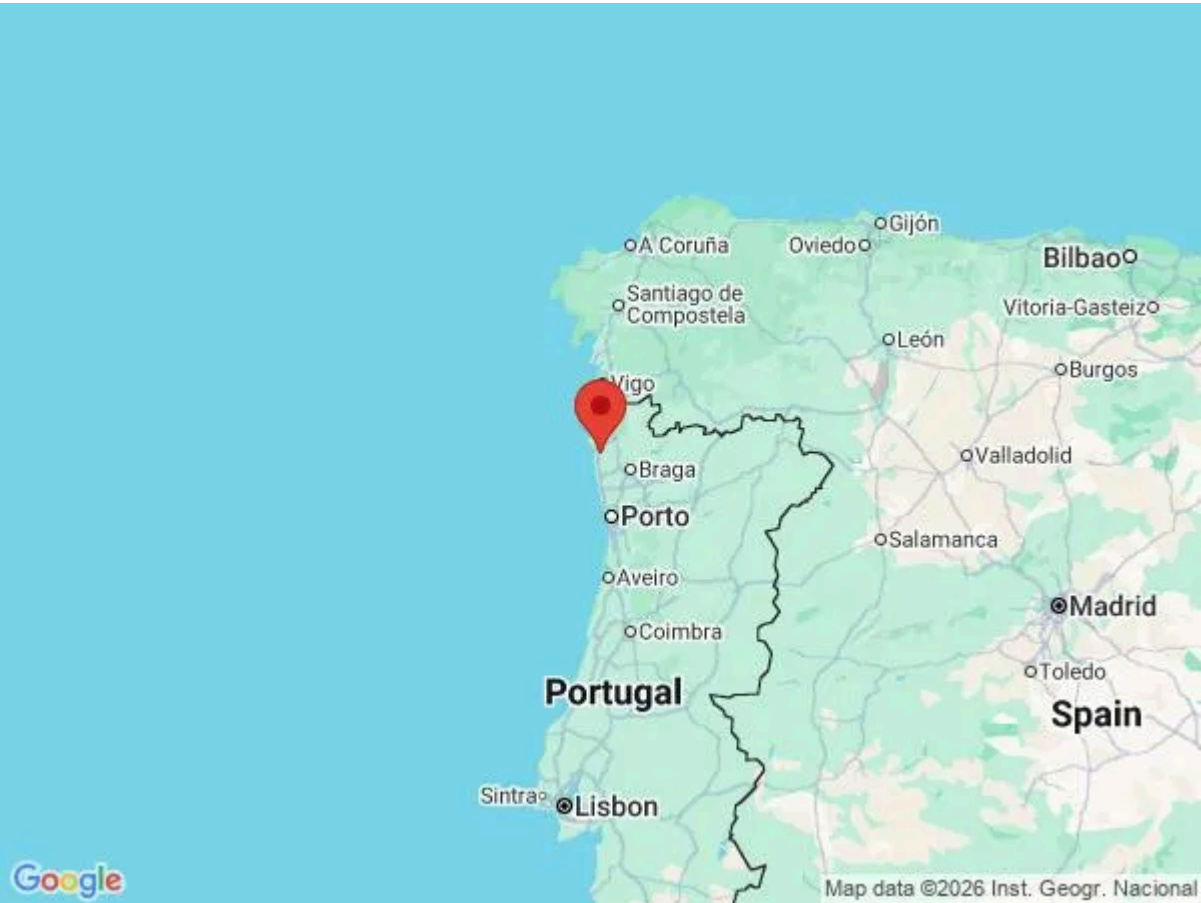 Gijón
A Coruña
Oviedo
Bilbao
Santiago de
Compostela
Vitoria-Gasteiz
León
Burgos
Vigo
Valladolid
Braga
Porto
Salamanca
Aveiro
Madrid
Coimbra
Toledo
Portugal
Spain
Sintra
Lisbon
Google
Map data ©2026 Inst. Geogr. Nacional